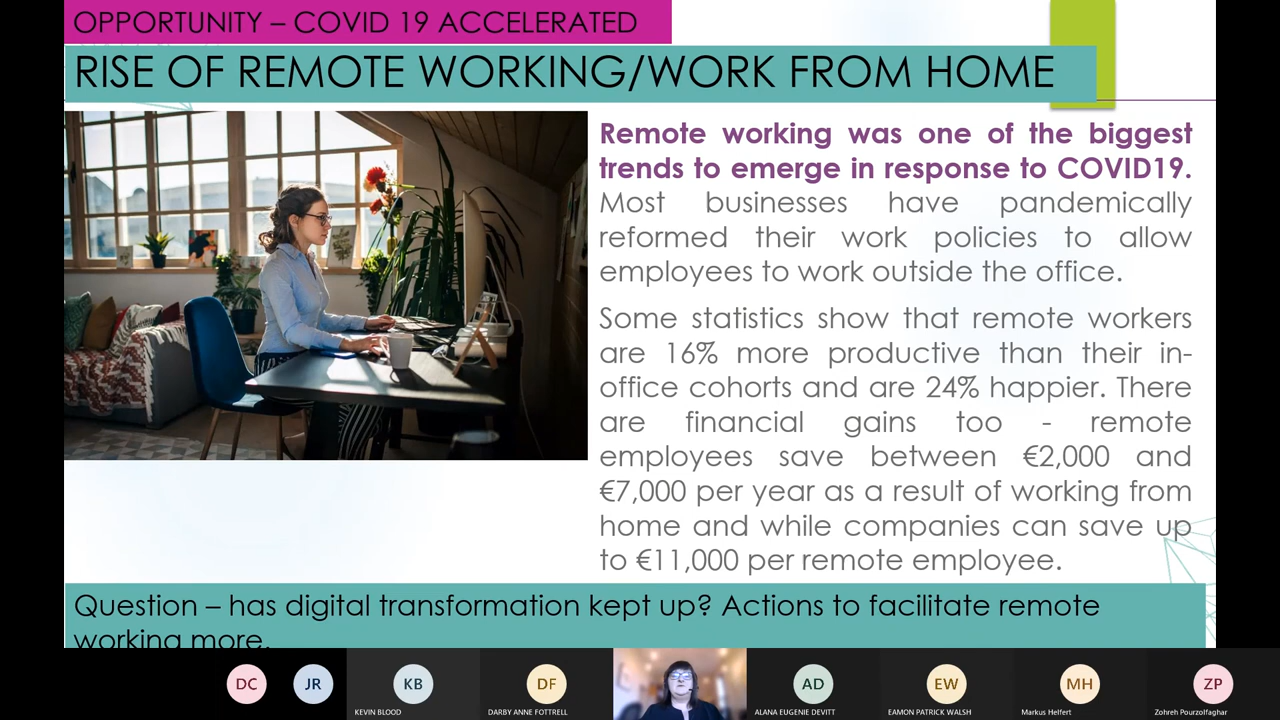 OPPORTUNITY – COVID 19 ACCELERATED
RISE OF REMOTE WORKING/WORK FROM HOME
Remote working was one of the biggest
trends to emerge in response to COVID19.
Most businesses have pandemically
reformed their work policies to allow
employees to work outside the office.
Some statistics show that remote workers
are 16% more productive than their in-
office cohorts and are 24% happier. There
are financial gains too - remote
employees save between €2,000 and
€7,000 per year as a result of working from
home and while companies can save up
to €11,000 per remote employee.
Question – has digital transformation kept up? Actions to facilitate remote
working more.
DC JR KB DF AD EW MH ZP
KEVIN BLOOD DARBY ANNE FOTTRELL ALANA EUGENIE DEVITT EAMON PATRICK WALSH Markus Helfert Zohreh Pourzolfaghar